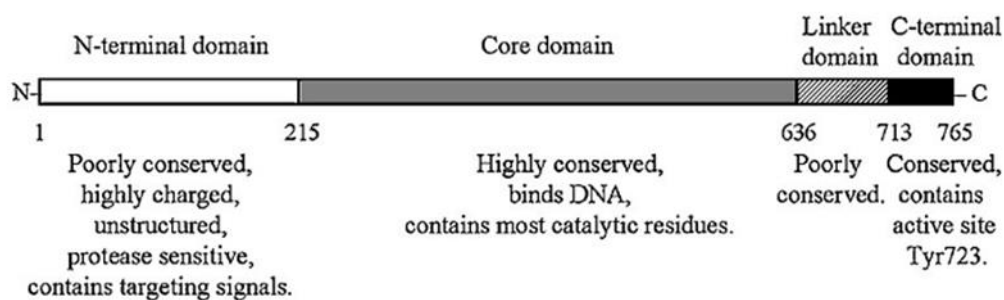 N-terminal domain
Core domain
Linker domain
C-terminal domain
N-
- C
1
215
636
713
765
Poorly conserved,
highly charged,
unstructured,
protease sensitive,
contains targeting signals.
Highly conserved,
binds DNA,
contains most catalytic residues.
Poorly
conserved.
Conserved,
contains
active site
Tyr723.